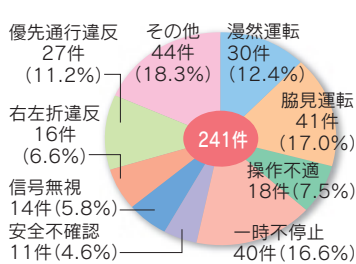 優先通行違反
27件
(11.2%)
その他
44件
(18.3%)
漫然運転
30件
(12.4%)
脇見運転
41件
(17.0%)
右左折違反
16件
(6.6%)
241件
操作不適
18件(7.5%)
信号無視
14件(5.8%)
安全不確認
11件(4.6%)
一時不停止
40件(16.6%)